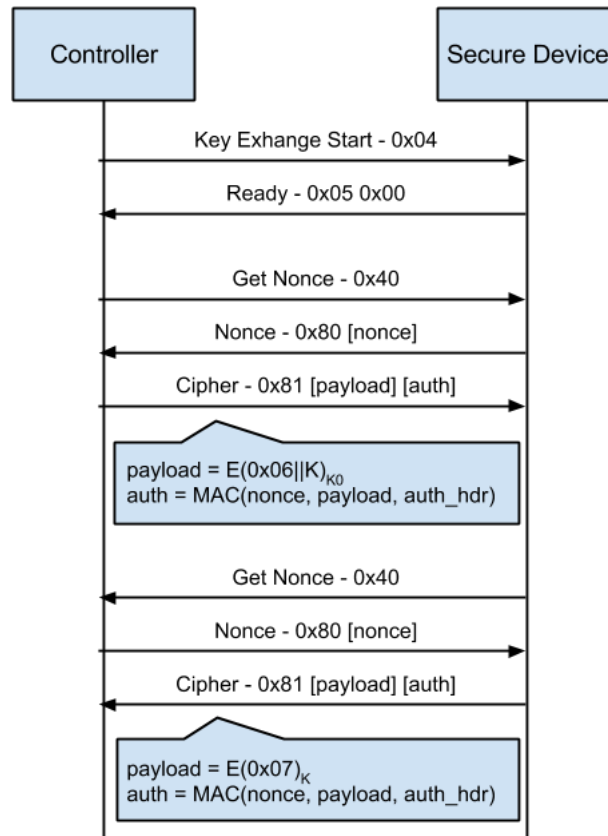 Controller
Secure Device
Key Exhange Start - 0x04
Ready - 0x05 0x00
Get Nonce - 0x40
Nonce - 0x80 [nonce]
Cipher - 0x81 [payload] [auth]
payload = E(0x06||K)K0
auth = MAC(nonce, payload, auth_hdr)
Get Nonce - 0x40
Nonce - 0x80 [nonce]
Cipher - 0x81 [payload] [auth]
payload = E(0x07)K
auth = MAC(nonce, payload, auth_hdr)